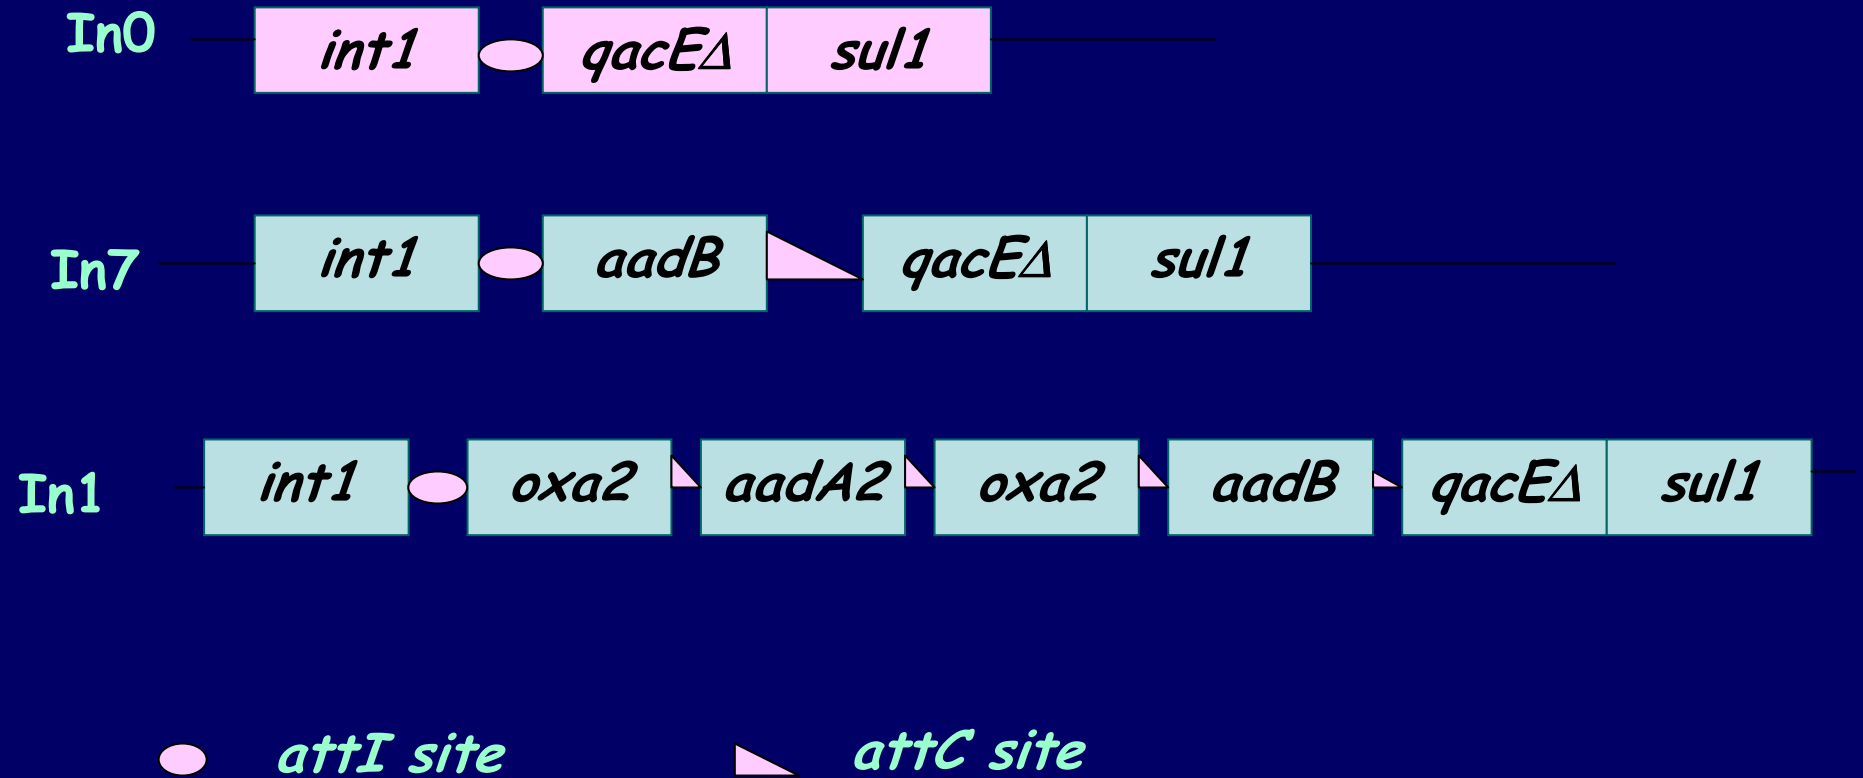 In0 int1 qacEΔ sul1
In7 int1 aadB qacEΔ sul1
In1 int1 oxa2 aadA2 oxa2 aadB qacEΔ sul1
attI site attC site